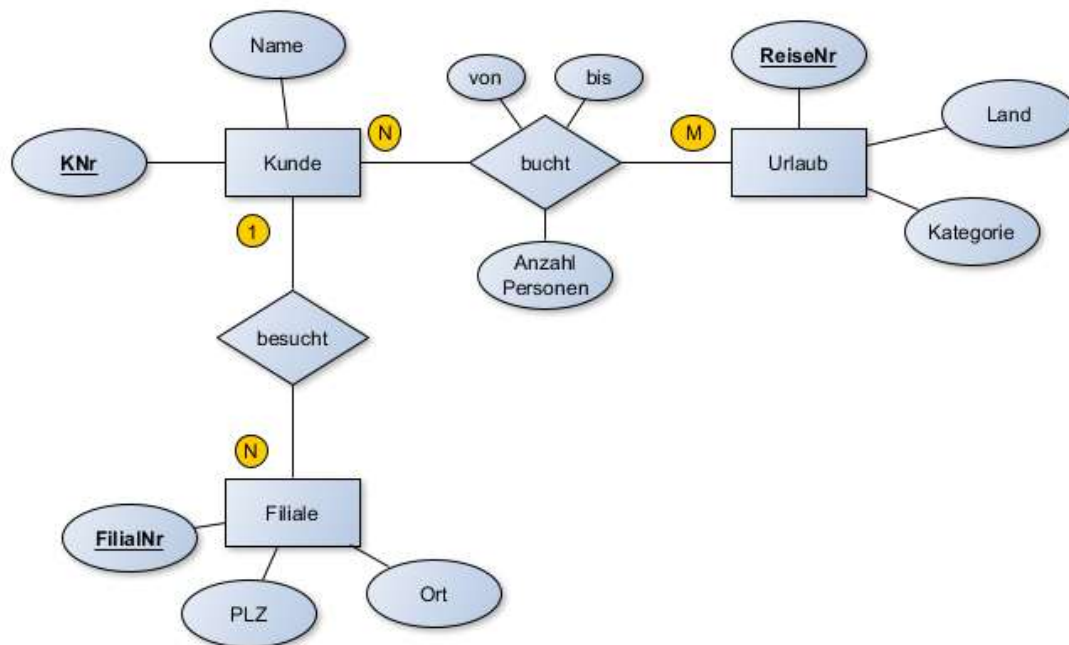 Name
von
bis
ReiseNr
Land
KNr
Kunde
N
bucht
M
Urlaub
1
Kategorie
Anzahl
Personen
besucht
N
Filiale
FilialNr
PLZ
Ort